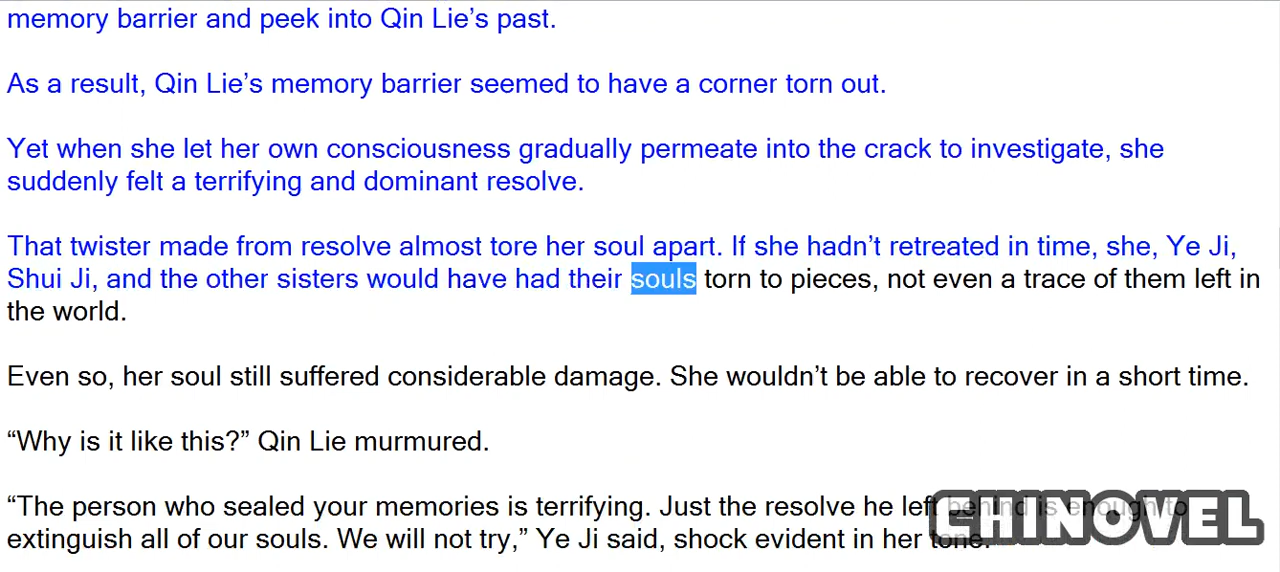 memory barrier and peek into Qin Lie’s past.
As a result, Qin Lie’s memory barrier seemed to have a corner torn out.
Yet when she let her own consciousness gradually permeate into the crack to investigate, she
suddenly felt a terrifying and dominant resolve.
That twister made from resolve almost tore her soul apart. If she hadn’t retreated in time, she, Ye Ji,
Shui Ji, and the other sisters would have had their souls torn to pieces, not even a trace of them left in
the world.
Even so, her soul still suffered considerable damage. She wouldn’t be able to recover in a short time.
“Why is it like this?” Qin Lie murmured.
“The person who sealed your memories is terrifying. Just the resolve he left behind is enough to
extinguish all of our souls. We will not try,” Ye Ji said, shock evident in her tone.
CHINOVEL